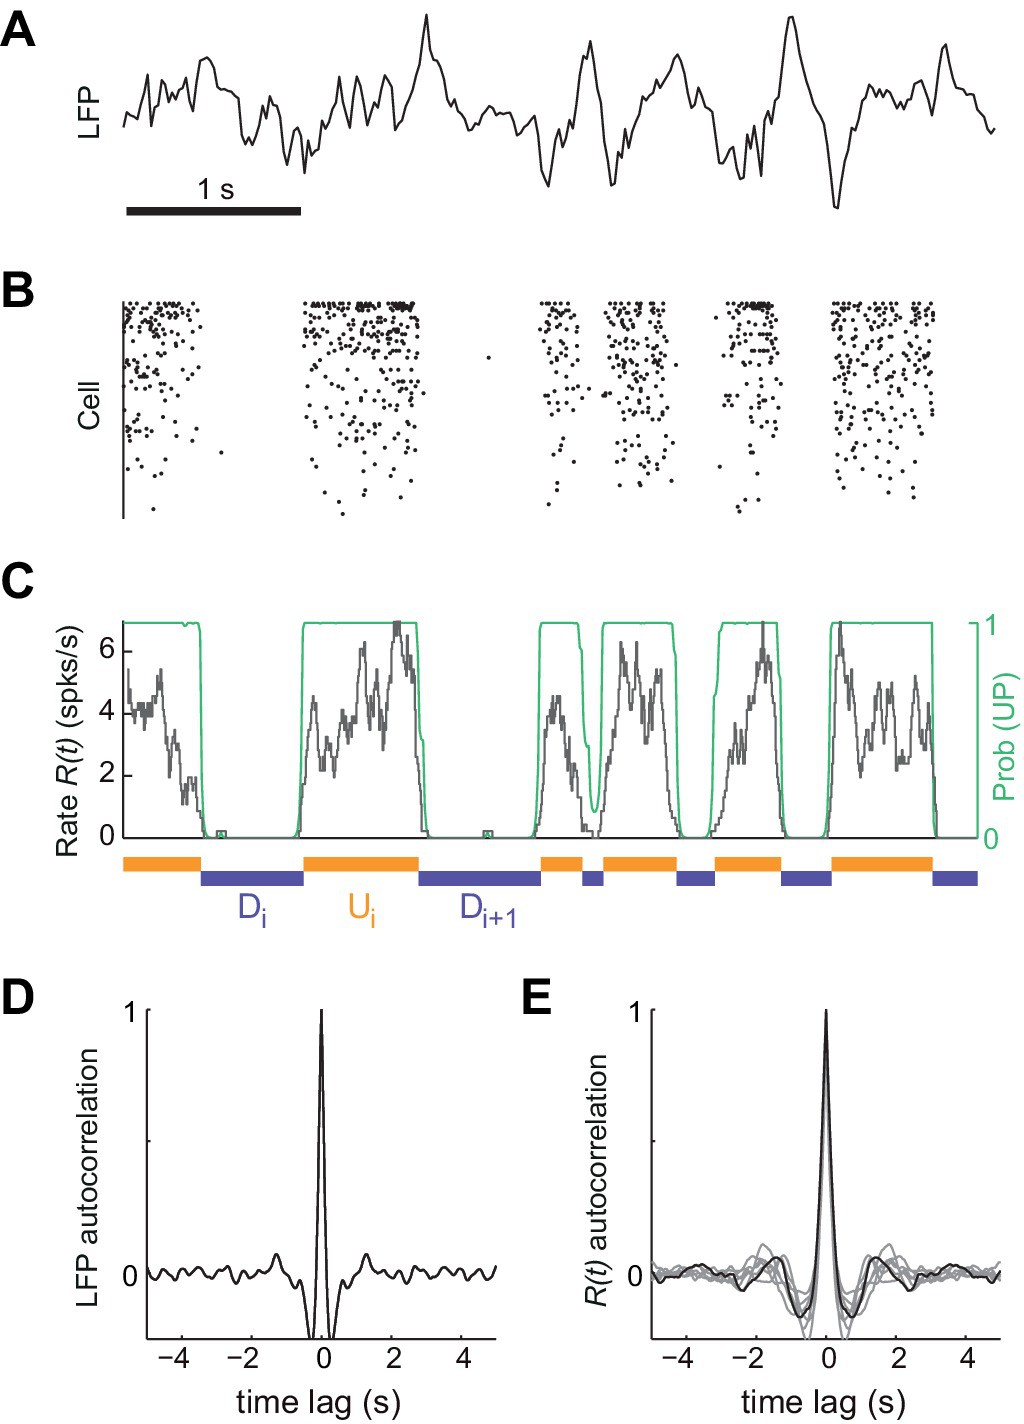 A
LFP
1 s
B
Cell
C
Rate R(t) (spks/s)
6
4
2
0
1
Prob (UP)
0
Di
Ui
Di+1
D
LFP autocorrelation
1
0
−4 −2 0 2 4
time lag (s)
E
R(t) autocorrelation
1
0
−4 −2 0 2 4
time lag (s)